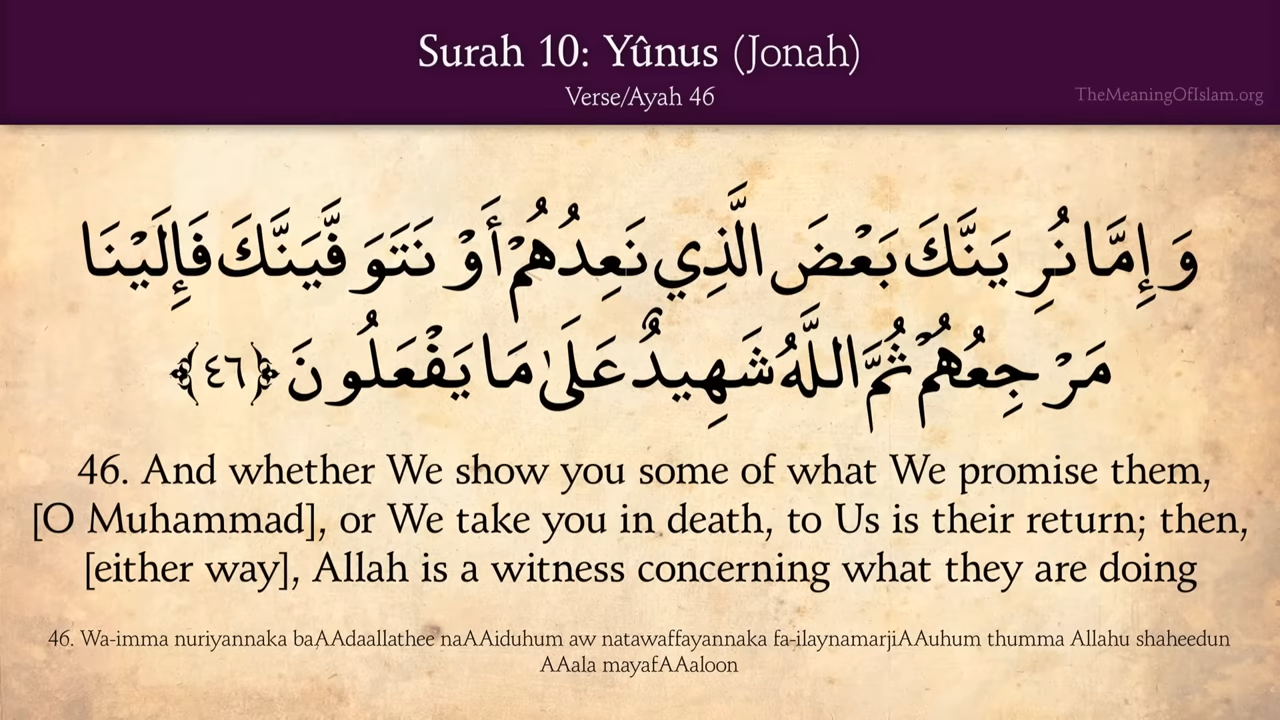 Surah 10: Yûnus (Jonah)
Verse/Ayah 46
TheMeaningOfIslam.org
وَإِمَّا نُرِيَنَّكَ بَعْضَ الَّذِي نَعِدُهُمْ أَوْ نَتَوَفَّيَنَّكَ فَإِلَيْنَا
مَرْجِعُهُمْ ثُمَّ اللَّهُ شَهِيدٌ عَلَىٰ مَا يَفْعَلُونَ ﴿٤٦﴾
46. And whether We show you some of what We promise them,
[O Muhammad], or We take you in death, to Us is their return; then,
[either way], Allah is a witness concerning what they are doing
46. Wa-imma nuriyannaka baAAdaallathee naAAiduhum aw natawaffayannaka fa-ilaynamarjiAAuhum thumma Allahu shaheedun
AAala mayafAAaloon